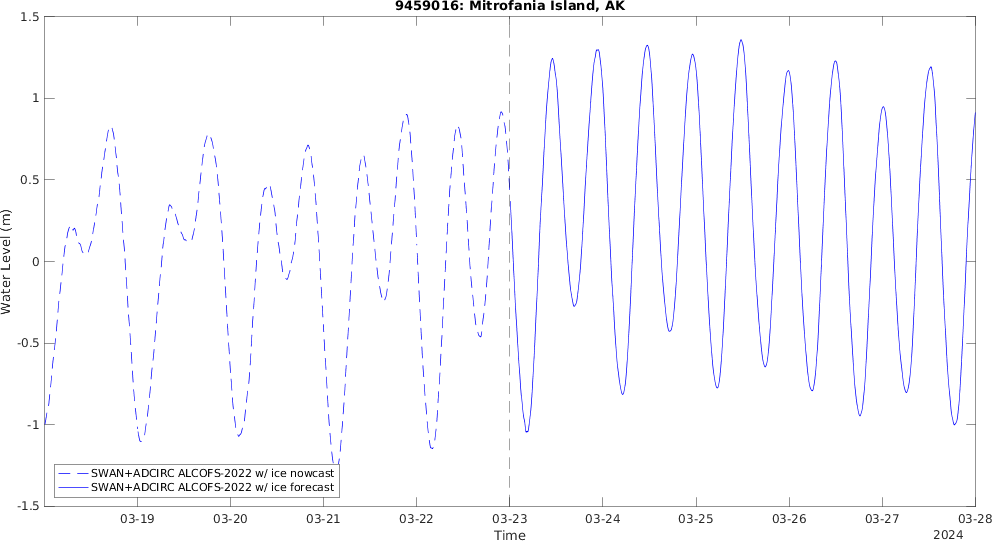 9459016: Mitrofania Island, AK
Water Level (m)
1.5
1
0.5
0
-0.5
-1
-1.5
SWAN+ADCIRC ALCOFS-2022 w/ ice nowcast
SWAN+ADCIRC ALCOFS-2022 w/ ice forecast
03-19 03-20 03-21 03-22 03-23 03-24 03-25 03-26 03-27 03-28
Time
2024